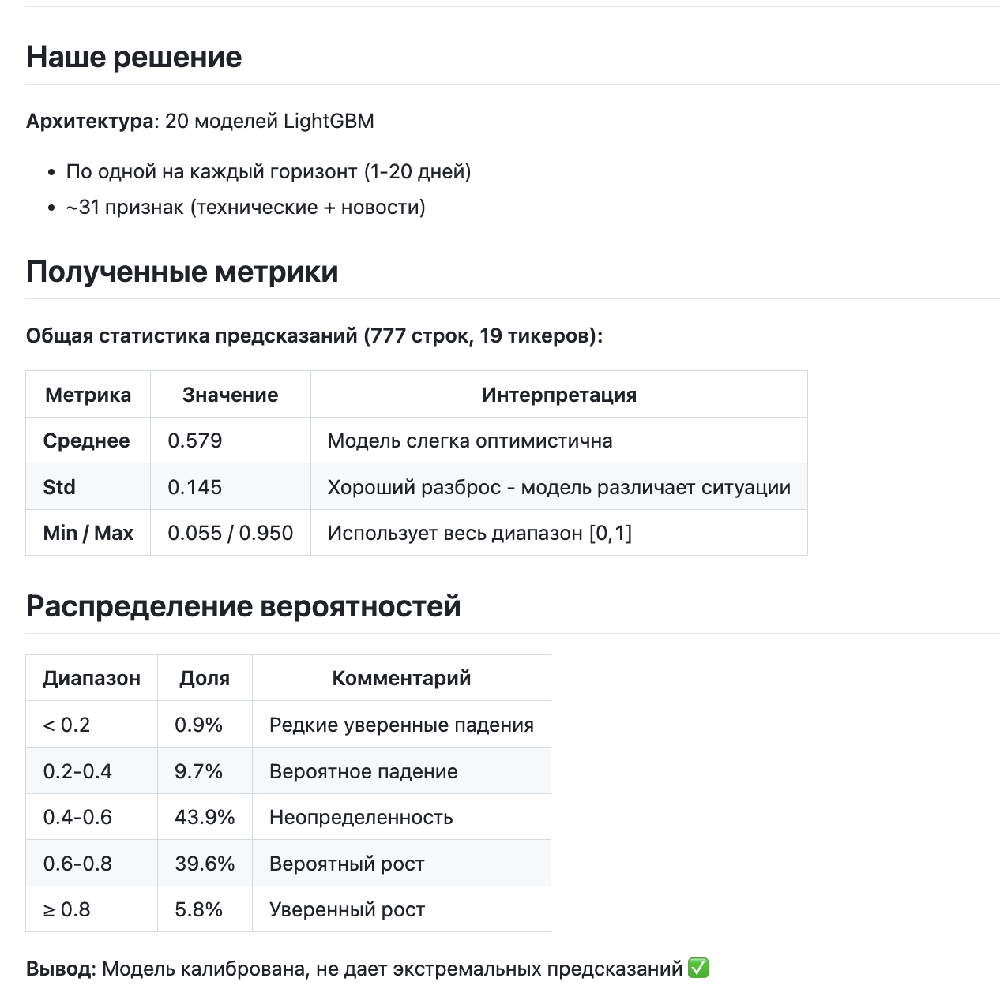 Наше решение
Архитектура: 20 моделей LightGBM
• По одной на каждый горизонт (1-20 дней)
• ~31 признак (технические + новости)
Полученные метрики
Общая статистика предсказаний (777 строк, 19 тикеров):
Метрика Значение Интерпретация
Среднее 0.579 Модель слегка оптимистична
Std 0.145 Хороший разброс - модель различает ситуации
Min / Max 0.055 / 0.950 Использует весь диапазон [0,1]
Распределение вероятностей
Диапазон Доля Комментарий
< 0.2 0.9% Редкие уверенные падения
0.2-0.4 9.7% Вероятное падение
0.4-0.6 43.9% Неопределенность
0.6-0.8 39.6% Вероятный рост
≥ 0.8 5.8% Уверенный рост
Вывод: Модель калибрована, не дает экстремальных предсказаний ✅